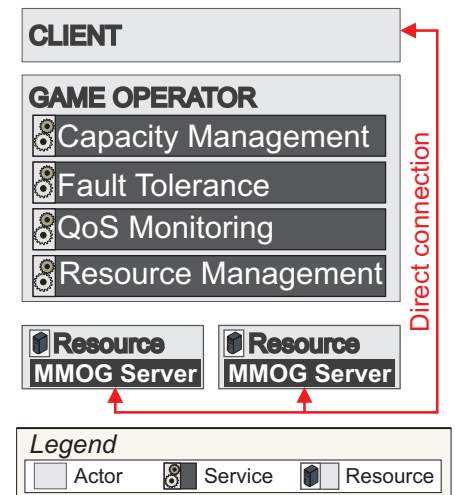 CLIENT
GAME OPERATOR
Capacity Management
Fault Tolerance
QoS Monitoring
Resource Management
Direct connection
Resource
MMOG Server
Resource
MMOG Server
Legend
Actor
Service
Resource